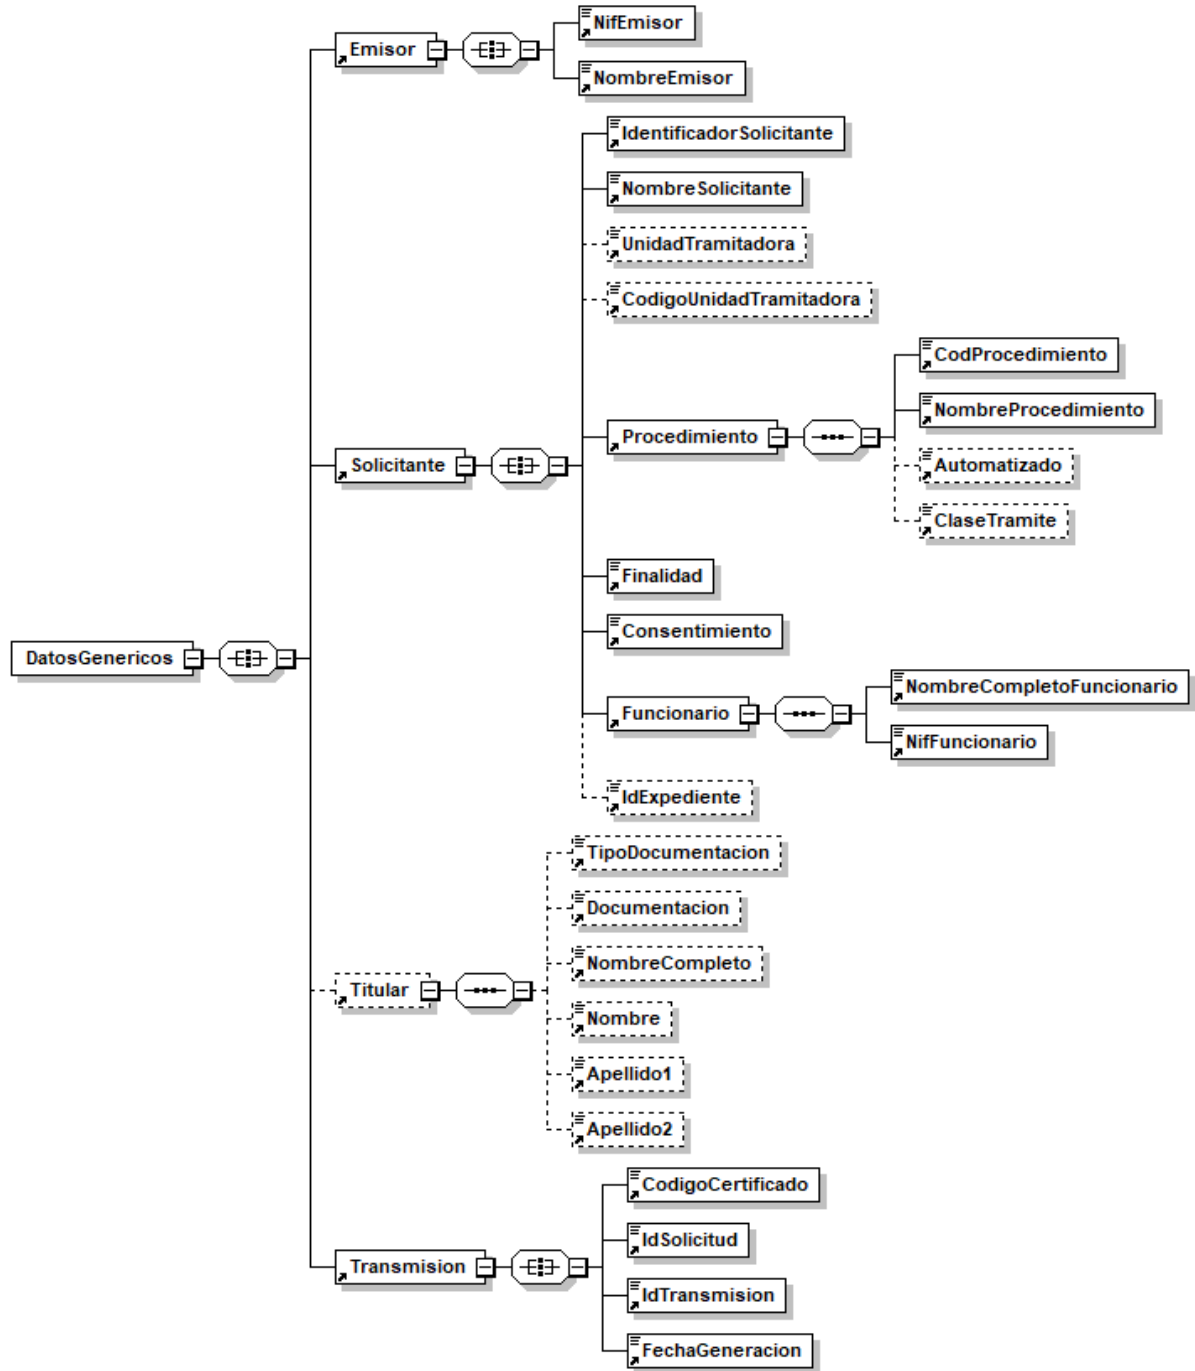 NifEmisor
Emisor
NombreEmisor
IdentificadorSolicitante
NombreSolicitante
UnidadTramitadora
CodigoUnidadTramitadora
CodProcedimiento
NombreProcedimiento
Procedimiento
Solicitante
Automatizado
ClaseTramite
Finalidad
Consentimiento
DatosGenericos
NombreCompletoFuncionario
Funcionario
NifFuncionario
IdExpediente
TipoDocumentacion
Documentacion
NombreCompleto
Titular
Nombre
Apellido1
Apellido2
CodigoCertificado
IdSolicitud
Transmision
IdTransmision
FechaGeneracion